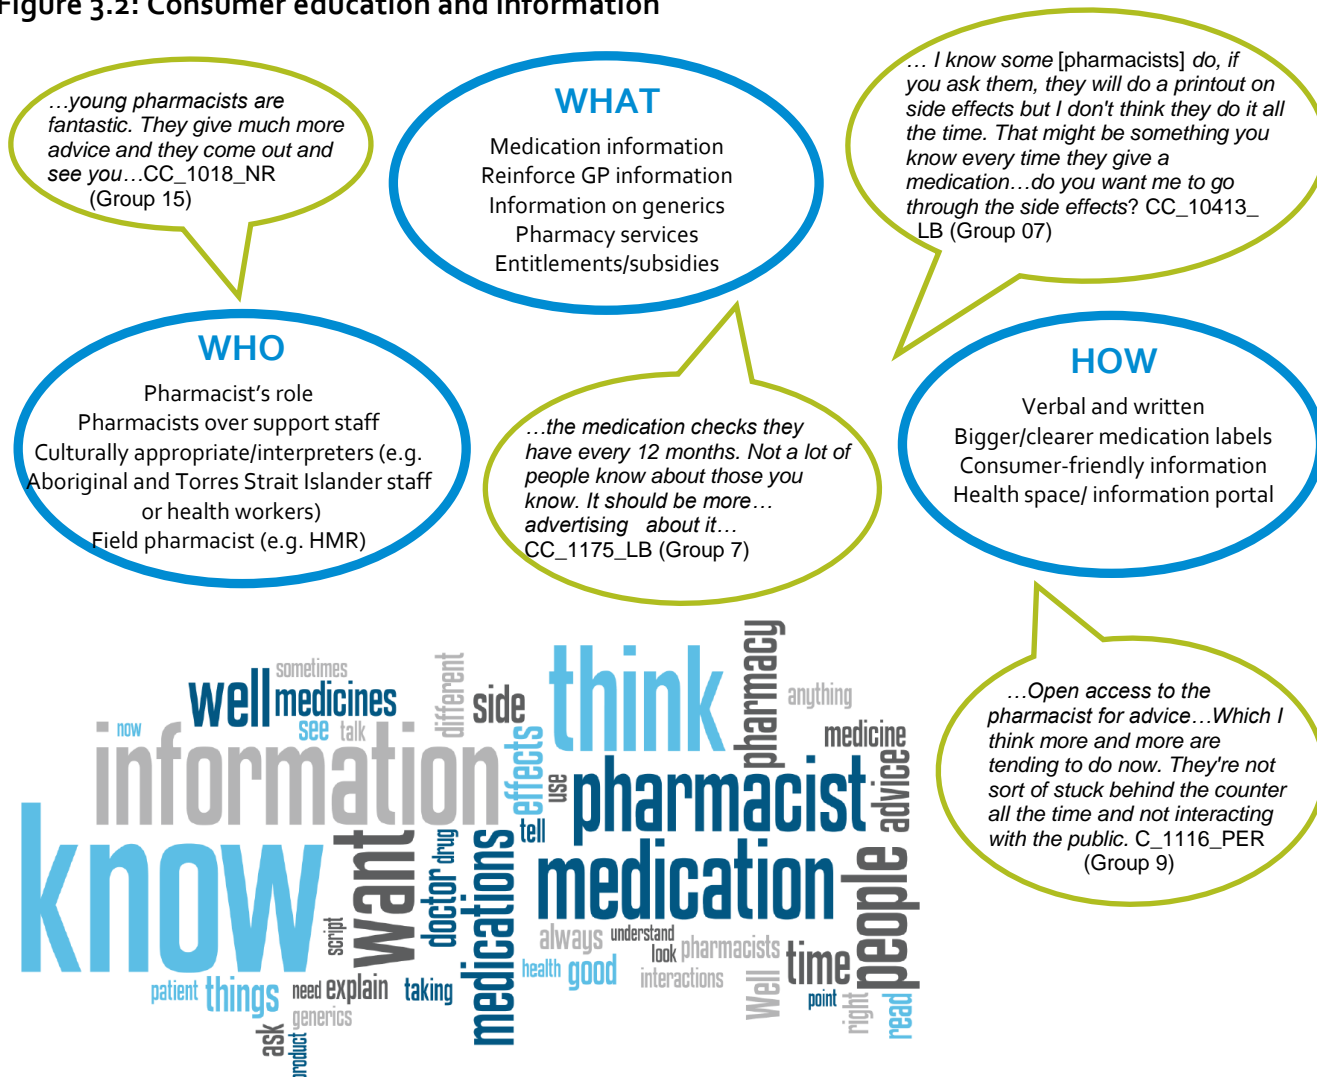 Figure 3.2: Consumer education and information
…young pharmacists are
fantastic. They give much more
advice and they come out and
see you…CC_1018_NR
(Group 15)
WHAT
Medication information
Reinforce GP information
Information on generics
Pharmacy services
Entitlements/subsidies
… I know some [pharmacists] do, if
you ask them, they will do a printout on
side effects but I don't think they do it all
the time. That might be something you
know every time they give a
medication…do you want me to go
through the side effects? CC_10413_
LB (Group 07)
WHO
Pharmacist's role
Pharmacists over support staff
Culturally appropriate/interpreters (e.g.
Aboriginal and Torres Strait Islander staff
or health workers)
Field pharmacist (e.g. HMR)
…the medication checks they
have every 12 months. Not a lot of
people know about those you
know. It should be more…
advertising about it…
CC_1175_LB (Group 7)
HOW
Verbal and written
Bigger/clearer medication labels
Consumer-friendly information
Health space/ information portal
…Open access to the
pharmacist for advice…Which I
think more and more are
tending to do now. They're not
sort of stuck behind the counter
all the time and not interacting
with the public. C_1116_PER
(Group 9)
sometimes
well
medicines
now
see
talk
different
side
think
pharmacy
anything
medicine
information
effects
use
pharmacist
advice
tell
know
want
doctor
drug
medications
medication
people
script
always
understand
look
pharmacists
time
health
good
interactions
Well
point
right
read
patient
things
need
explain
taking
generics
ask
product